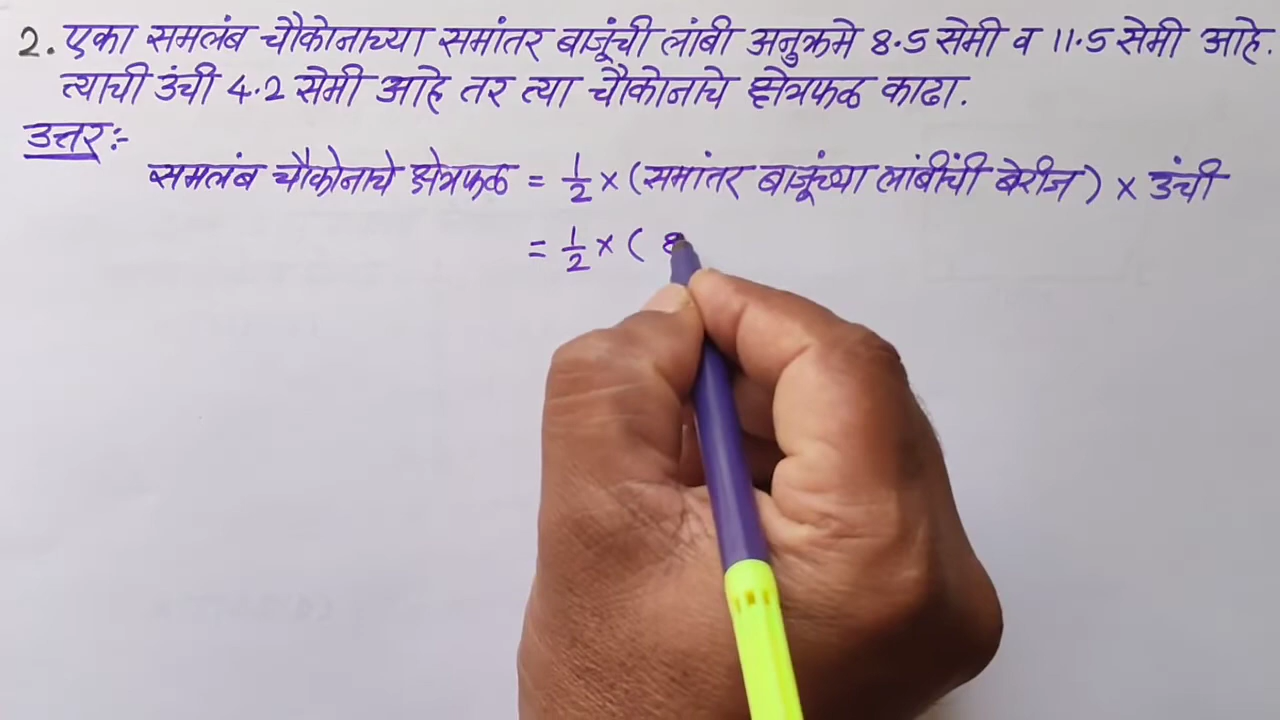 2. एका समलंब चौकोनाच्या समांतर बाजूंची लांबी अनुक्रमे 8.5 सेमी व 11.5 सेमी आहे.
त्याची उंची 4.2 सेमी आहे तर त्या चौकोनाचे क्षेत्रफळ काढा.
उत्तर:-
समलंब चौकोनाचे क्षेत्रफळ = 1/2 × (समांतर बाजूंच्या लांबींची बेरीज) × उंची
= 1/2 × ( 8